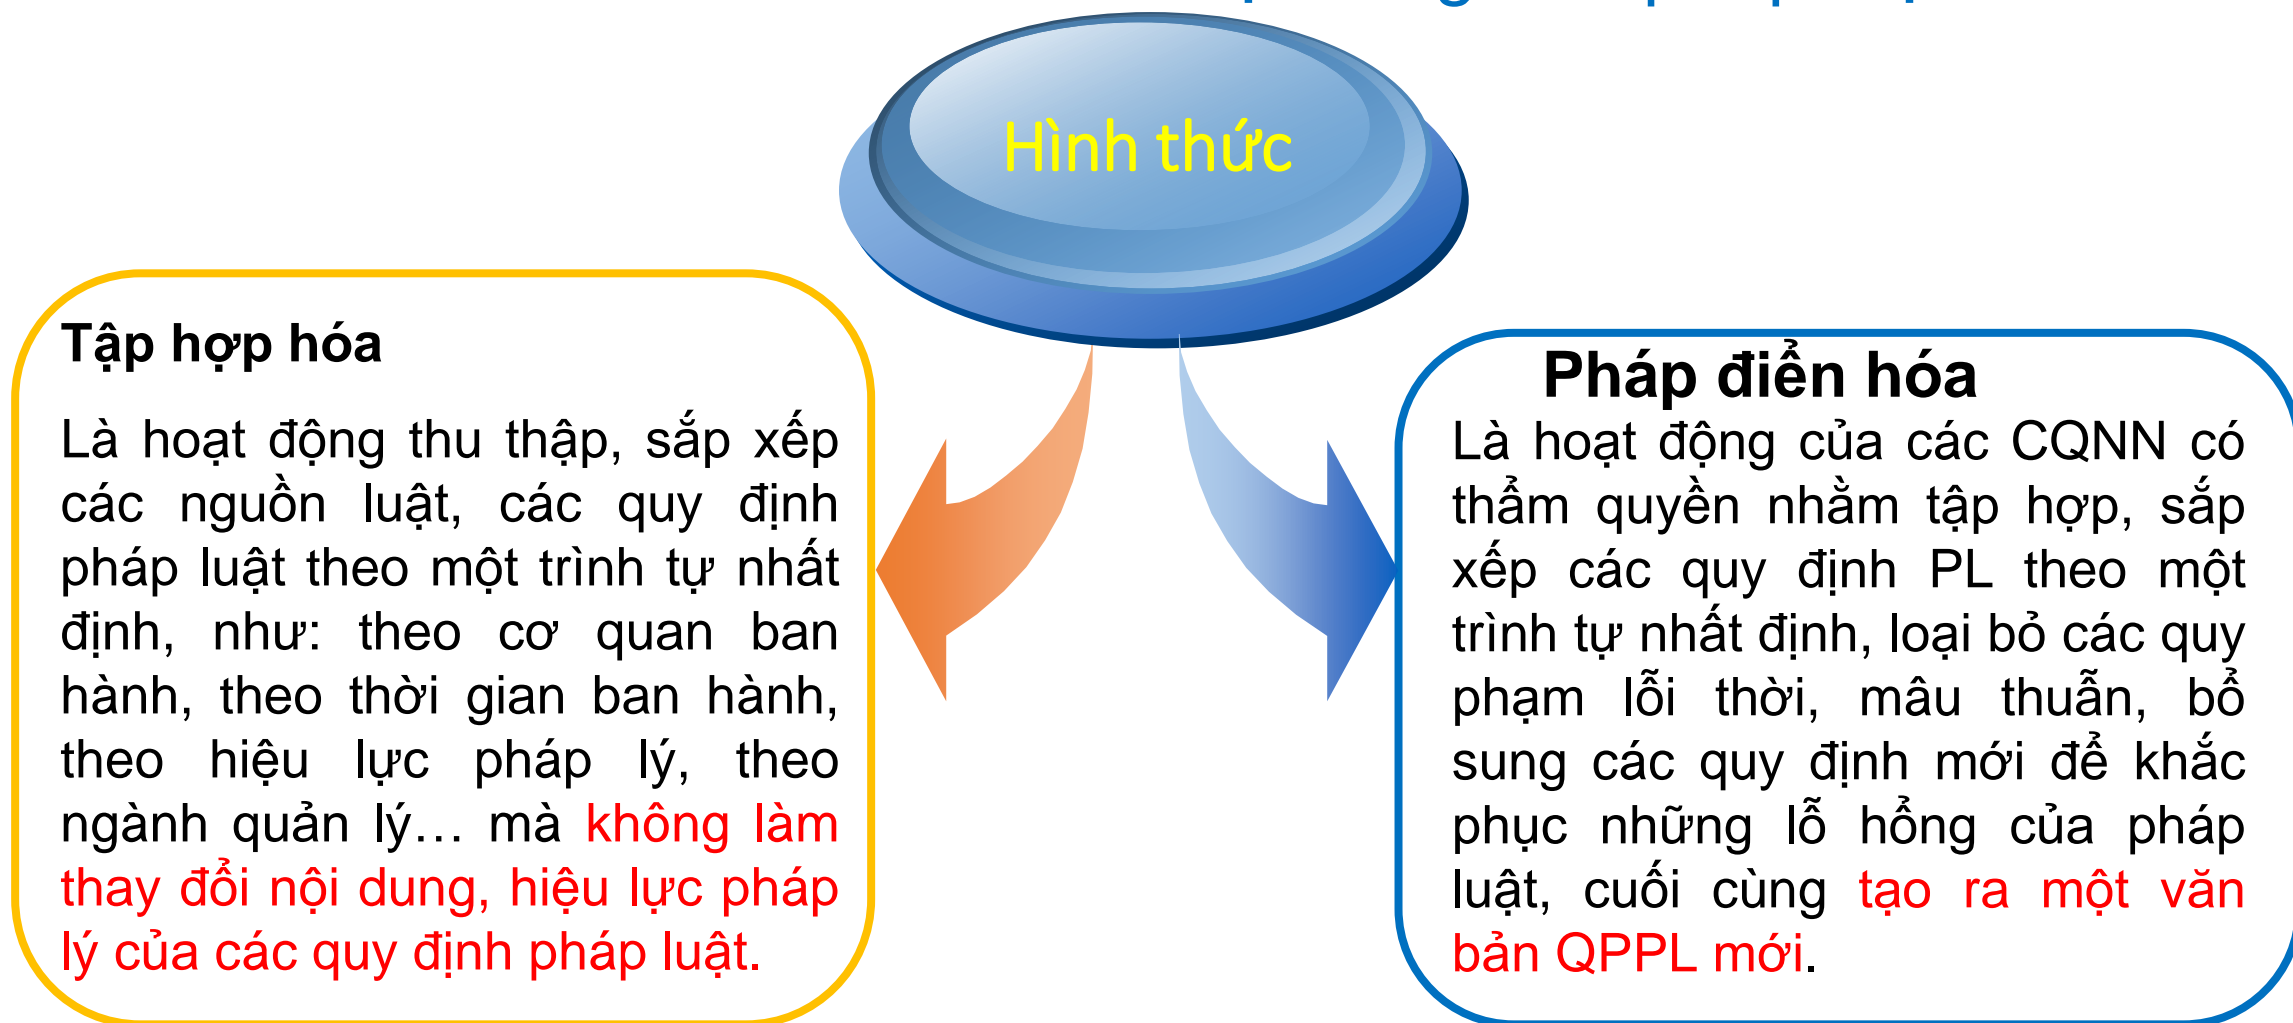 Hình thức
Tập hợp hóa
Là hoạt động thu thập, sắp xếp
các nguồn luật, các quy định
pháp luật theo một trình tự nhất
định, như: theo cơ quan ban
hành, theo thời gian ban hành,
theo hiệu lực pháp lý, theo
ngành quản lý… mà không làm
thay đổi nội dung, hiệu lực pháp
lý của các quy định pháp luật.
Pháp điển hóa
Là hoạt động của các CQNN có
thẩm quyền nhằm tập hợp, sắp
xếp các quy định PL theo một
trình tự nhất định, loại bỏ các quy
phạm lỗi thời, mâu thuẫn, bổ
sung các quy định mới để khắc
phục những lỗ hổng của pháp
luật, cuối cùng tạo ra một văn
bản QPPL mới.